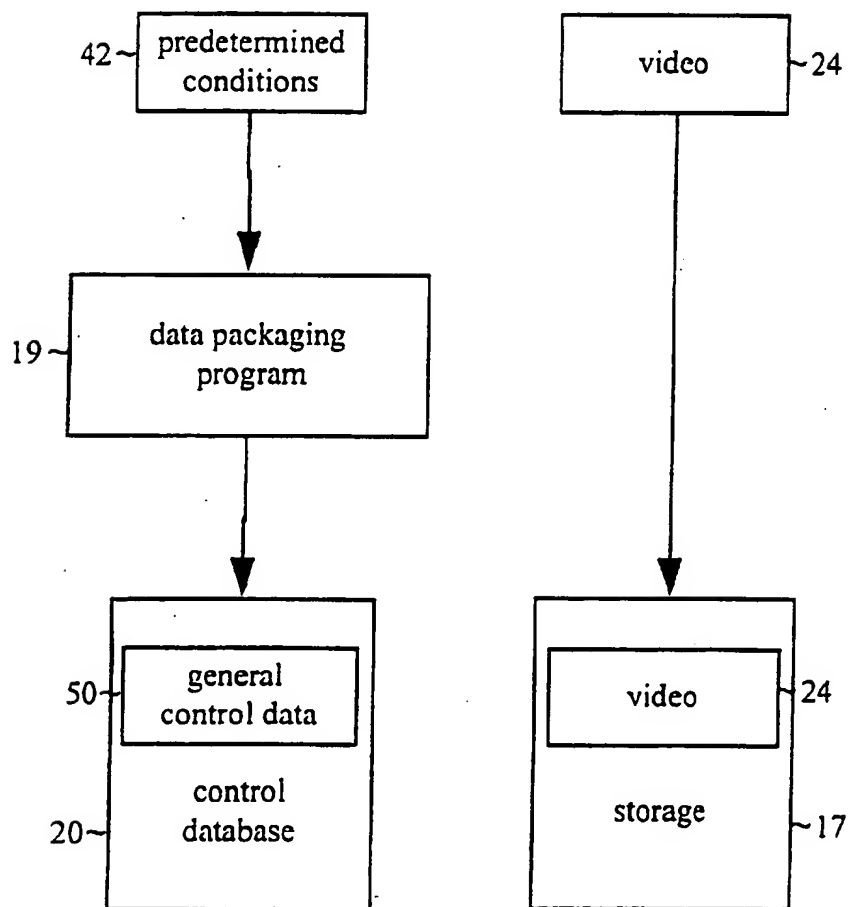 42 predetermined
conditions
video 24
19 data packaging
program
50 general
control data
video 24
control
20 database
storage 17